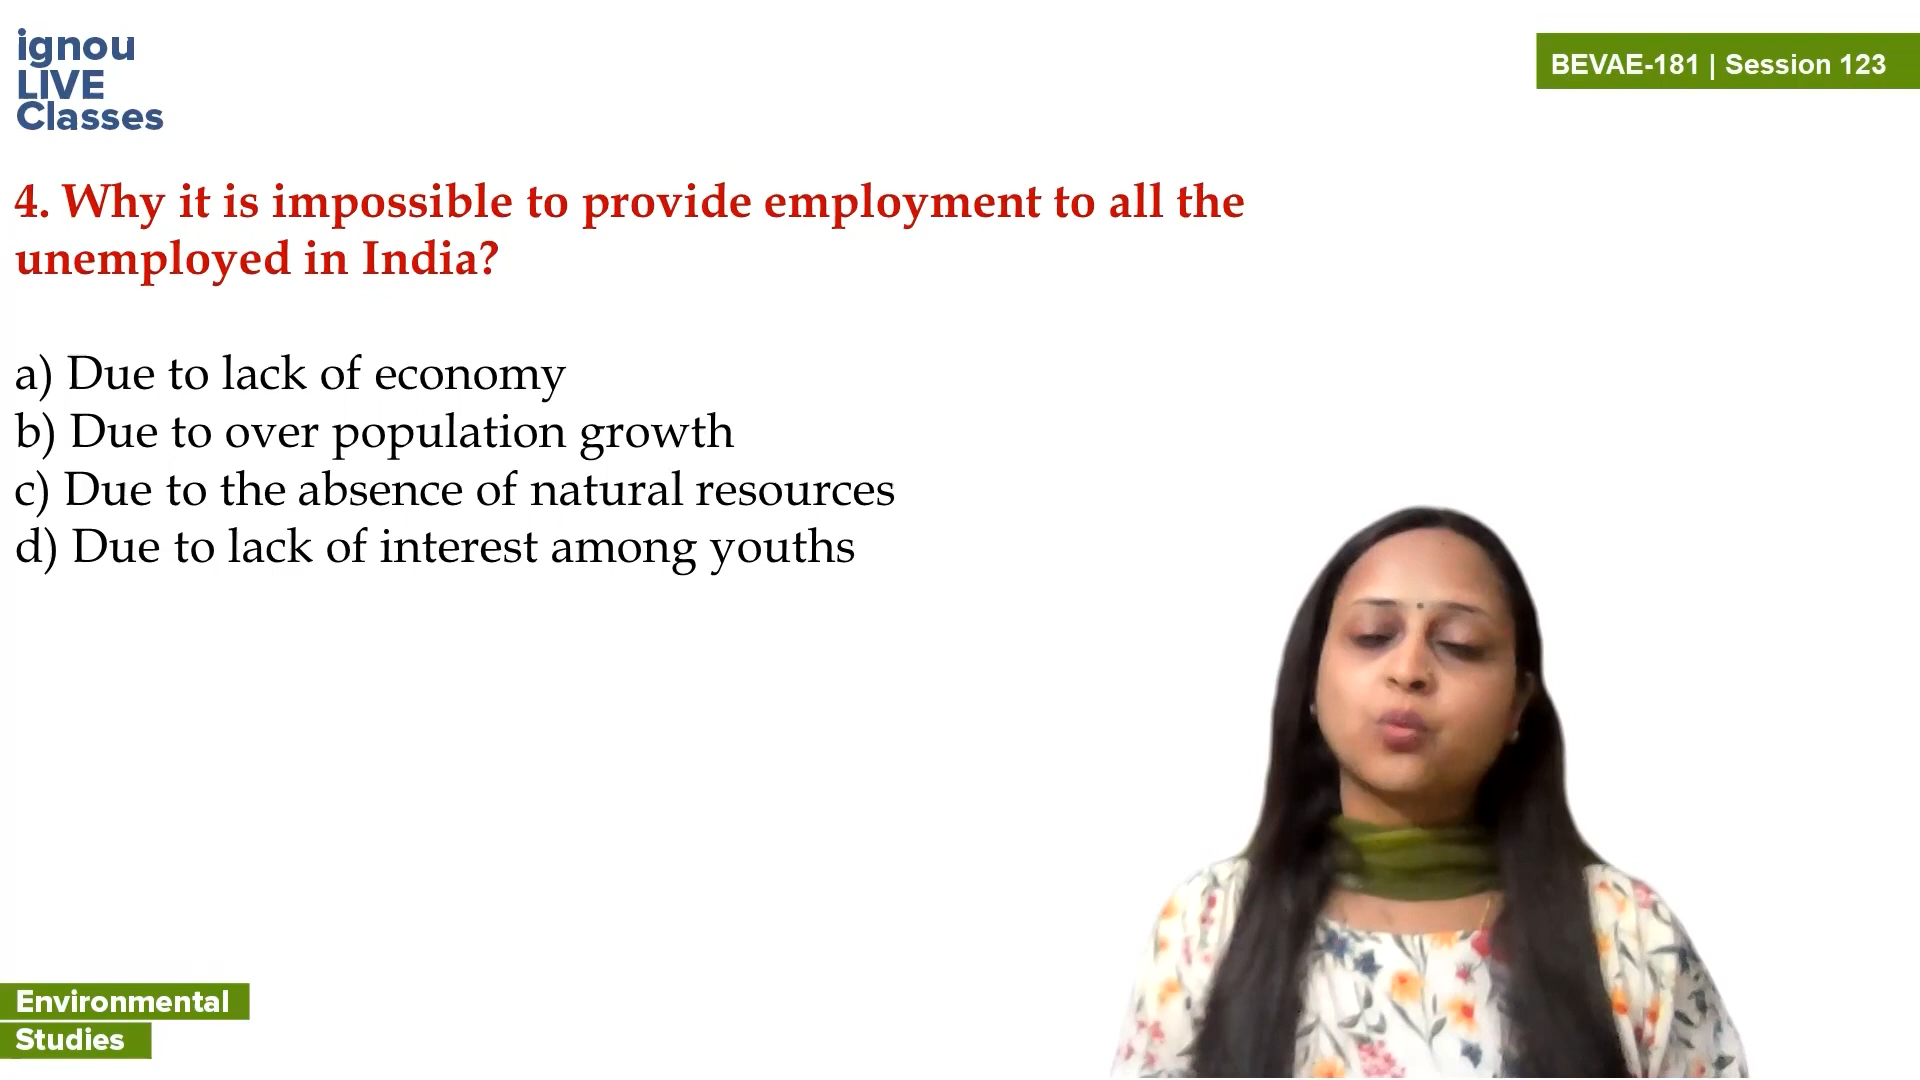 ignou
LIVE
Classes
BEVAE-181 | Session 123
4. Why it is impossible to provide employment to all the
unemployed in India?
a) Due to lack of economy
b) Due to over population growth
c) Due to the absence of natural resources
d) Due to lack of interest among youths
Environmental
Studies